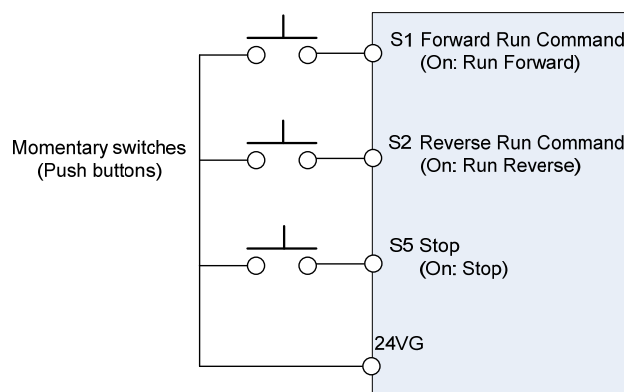 S1 Forward Run Command
(On: Run Forward)
S2 Reverse Run Command
(On: Run Reverse)
Momentary switches
(Push buttons)
S5 Stop
(On: Stop)
24VG